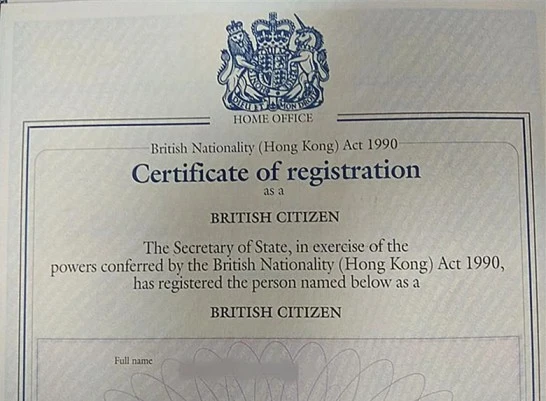 HOME OFFICE
British Nationality (Hong Kong) Act 1990
Certificate of registration
as a
BRITISH CITIZEN
The Secretary of State, in exercise of the
powers conferred by the British Nationality (Hong Kong) Act 1990,
has registered the person named below as a
BRITISH CITIZEN
Full name